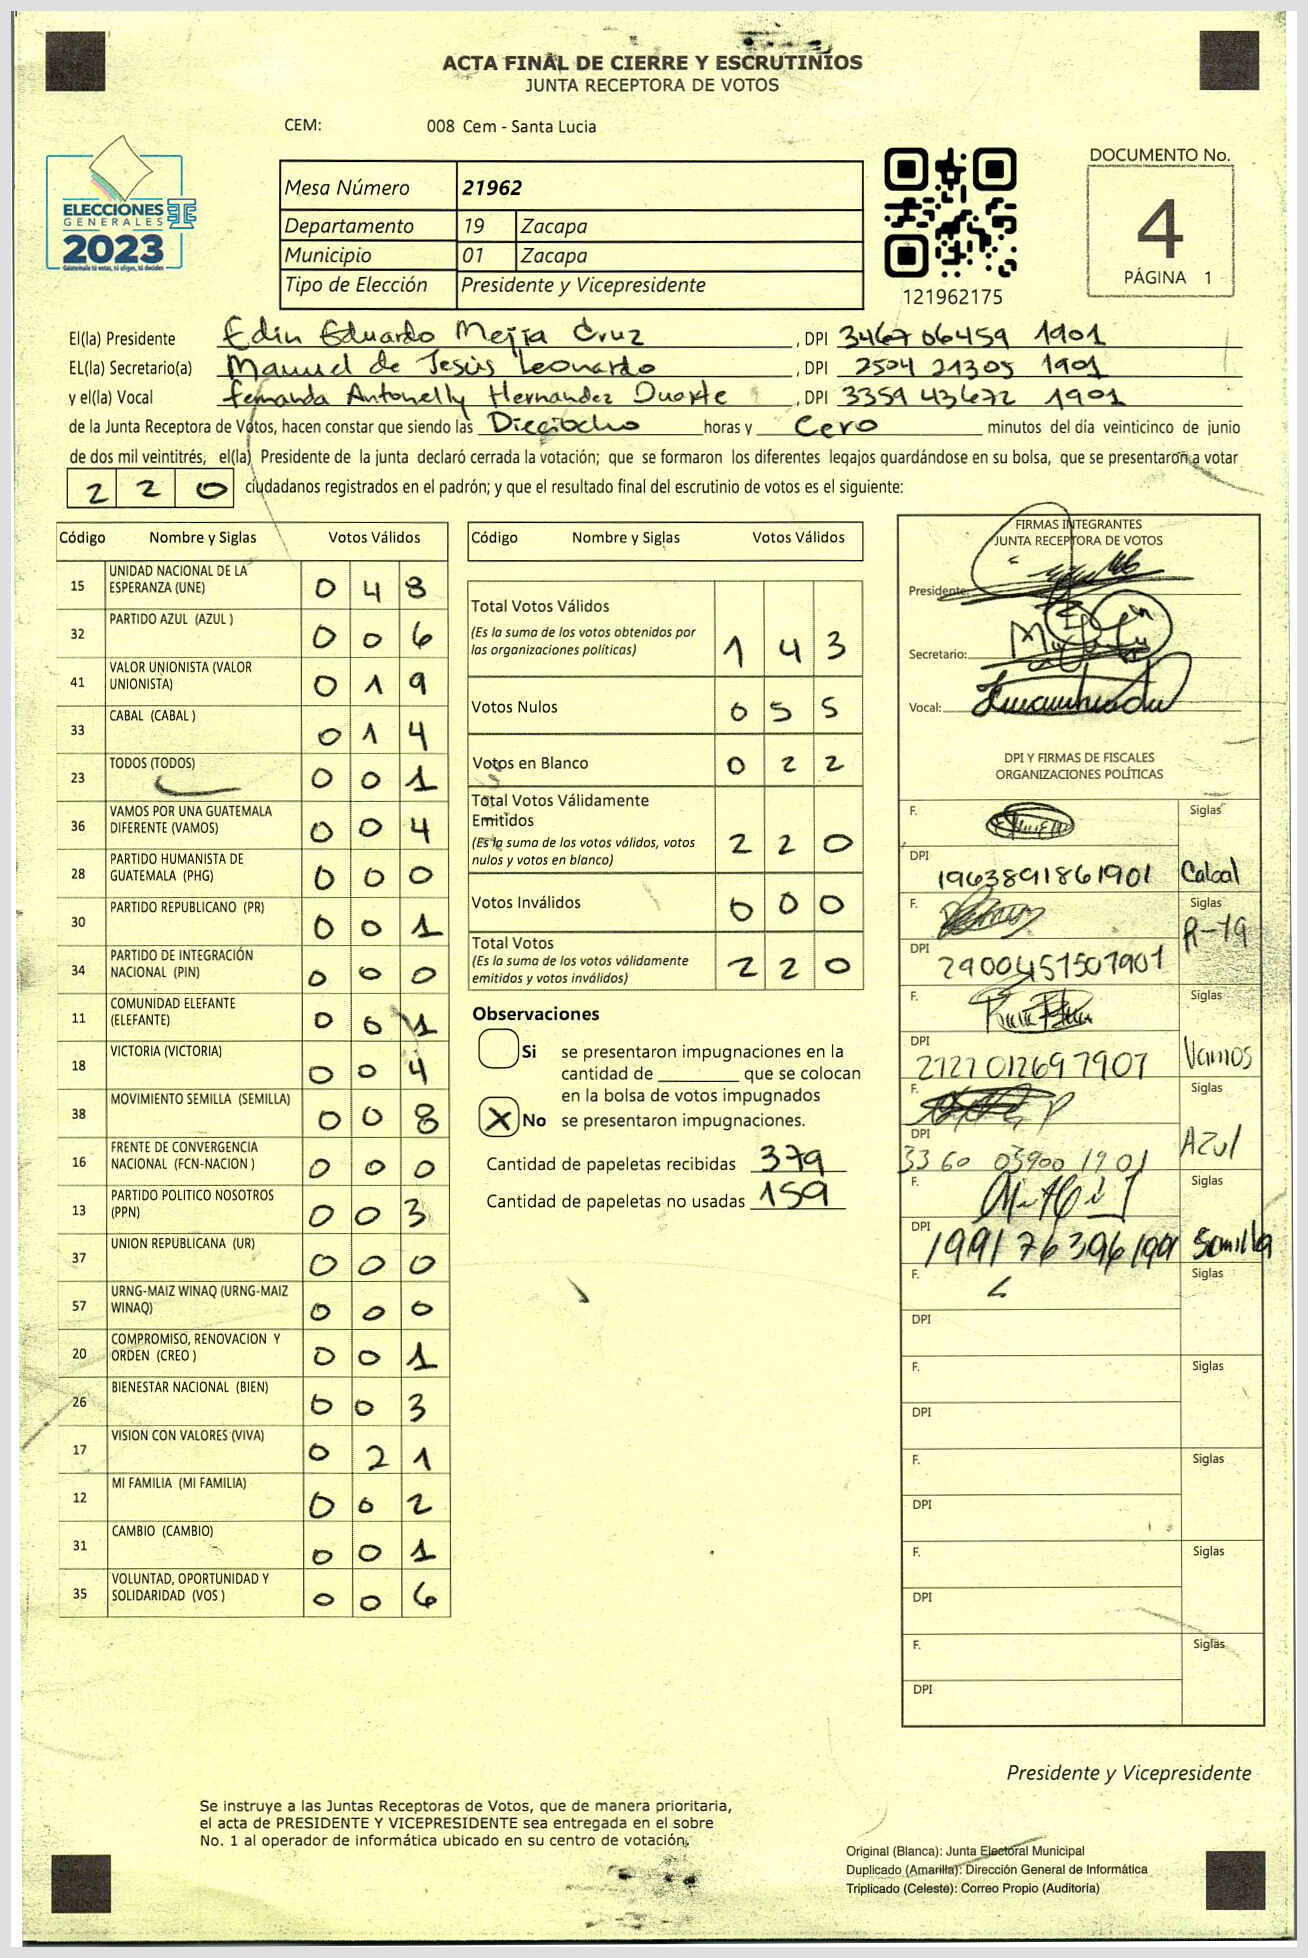 ACTA FINAL DE CIERRE Y ESCRUTINIOS
JUNTA RECEPTORA DE VOTOS
CEM: 008 Cem - Santa Lucia
ELECCIONES
GENERALES
2023
Guatemala tú votas, tú eliges, tú decides
Mesa Número 21962
Departamento 19 Zacapa
Municipio 01 Zacapa
Tipo de Elección Presidente y Vicepresidente
121962175
DOCUMENTO No.
4
PÁGINA 1
El(la) Presidente Edin Eduardo Mejía Cruz , DPI 3467 06459 1901
EL(la) Secretario(a) Manuel de Jesús Leonardo , DPI 2504 21305 1901
y el(la) Vocal Fernanda Antonelly Hernandez Duarte , DPI 3359 43672 1901
de la Junta Receptora de Votos, hacen constar que siendo las Dieciocho horas y Cero minutos del día veinticinco de junio
de dos mil veintitrés, el(la) Presidente de la junta declaró cerrada la votación; que se formaron los diferentes legajos guardándose en su bolsa, que se presentaron a votar
220 ciudadanos registrados en el padrón; y que el resultado final del escrutinio de votos es el siguiente:
Código Nombre y Siglas Votos Válidos
15 UNIDAD NACIONAL DE LA ESPERANZA (UNE) 0 4 8
32 PARTIDO AZUL (AZUL ) 0 0 6
41 VALOR UNIONISTA (VALOR UNIONISTA) 0 1 9
33 CABAL (CABAL ) 0 1 4
23 TODOS (TODOS) 0 0 1
36 VAMOS POR UNA GUATEMALA DIFERENTE (VAMOS) 0 0 4
28 PARTIDO HUMANISTA DE GUATEMALA (PHG) 0 0 0
30 PARTIDO REPUBLICANO (PR) 0 0 1
34 PARTIDO DE INTEGRACIÓN NACIONAL (PIN) 0 0 0
11 COMUNIDAD ELEFANTE (ELEFANTE) 0 0 1
18 VICTORIA (VICTORIA) 0 0 4
38 MOVIMIENTO SEMILLA (SEMILLA) 0 0 8
16 FRENTE DE CONVERGENCIA NACIONAL (FCN-NACION ) 0 0 0
13 PARTIDO POLITICO NOSOTROS (PPN) 0 0 3
37 UNION REPUBLICANA (UR) 0 0 0
57 URNG-MAIZ WINAQ (URNG-MAIZ WINAQ) 0 0 0
20 COMPROMISO, RENOVACION Y ORDEN (CREO ) 0 0 1
26 BIENESTAR NACIONAL (BIEN) 0 0 3
17 VISION CON VALORES (VIVA) 0 2 1
12 MI FAMILIA (MI FAMILIA) 0 0 2
31 CAMBIO (CAMBIO) 0 0 1
35 VOLUNTAD, OPORTUNIDAD Y SOLIDARIDAD (VOS ) 0 0 6
Código Nombre y Siglas Votos Válidos
Total Votos Válidos
(Es la suma de los votos obtenidos por
las organizaciones políticas) 1 4 3
Votos Nulos 0 5 5
Votos en Blanco 0 2 2
Total Votos Válidamente
Emitidos
(Es la suma de los votos válidos, votos
nulos y votos en blanco) 2 2 0
Votos Inválidos 0 0 0
Total Votos
(Es la suma de los votos válidamente
emitidos y votos inválidos) 2 2 0
Observaciones
Si se presentaron impugnaciones en la
cantidad de ________ que se colocan
en la bolsa de votos impugnados
X No se presentaron impugnaciones.
Cantidad de papeletas recibidas 379
Cantidad de papeletas no usadas 159
FIRMAS INTEGRANTES
JUNTA RECEPTORA DE VOTOS
Presidente:
Secretario:
Vocal:
DPI Y FIRMAS DE FISCALES
ORGANIZACIONES POLÍTICAS
F. Siglas
DPI 1963891861901 Cabal
F. Siglas
DPI 2900451501901 R-19
F. Siglas
DPI 2127012697907 Vamos
F. Siglas
DPI 3360 03900 1901 Azul
F. Siglas
DPI 199176396199 Semilla
F. Siglas
DPI
F. Siglas
DPI
F. Siglas
DPI
F. Siglas
DPI
F. Siglas
DPI
Presidente y Vicepresidente
Se instruye a las Juntas Receptoras de Votos, que de manera prioritaria,
el acta de PRESIDENTE Y VICEPRESIDENTE sea entregada en el sobre
No. 1 al operador de informática ubicado en su centro de votación.
Original (Blanca): Junta Electoral Municipal
Duplicado (Amarilla): Dirección General de Informática
Triplicado (Celeste): Correo Propio (Auditoría)